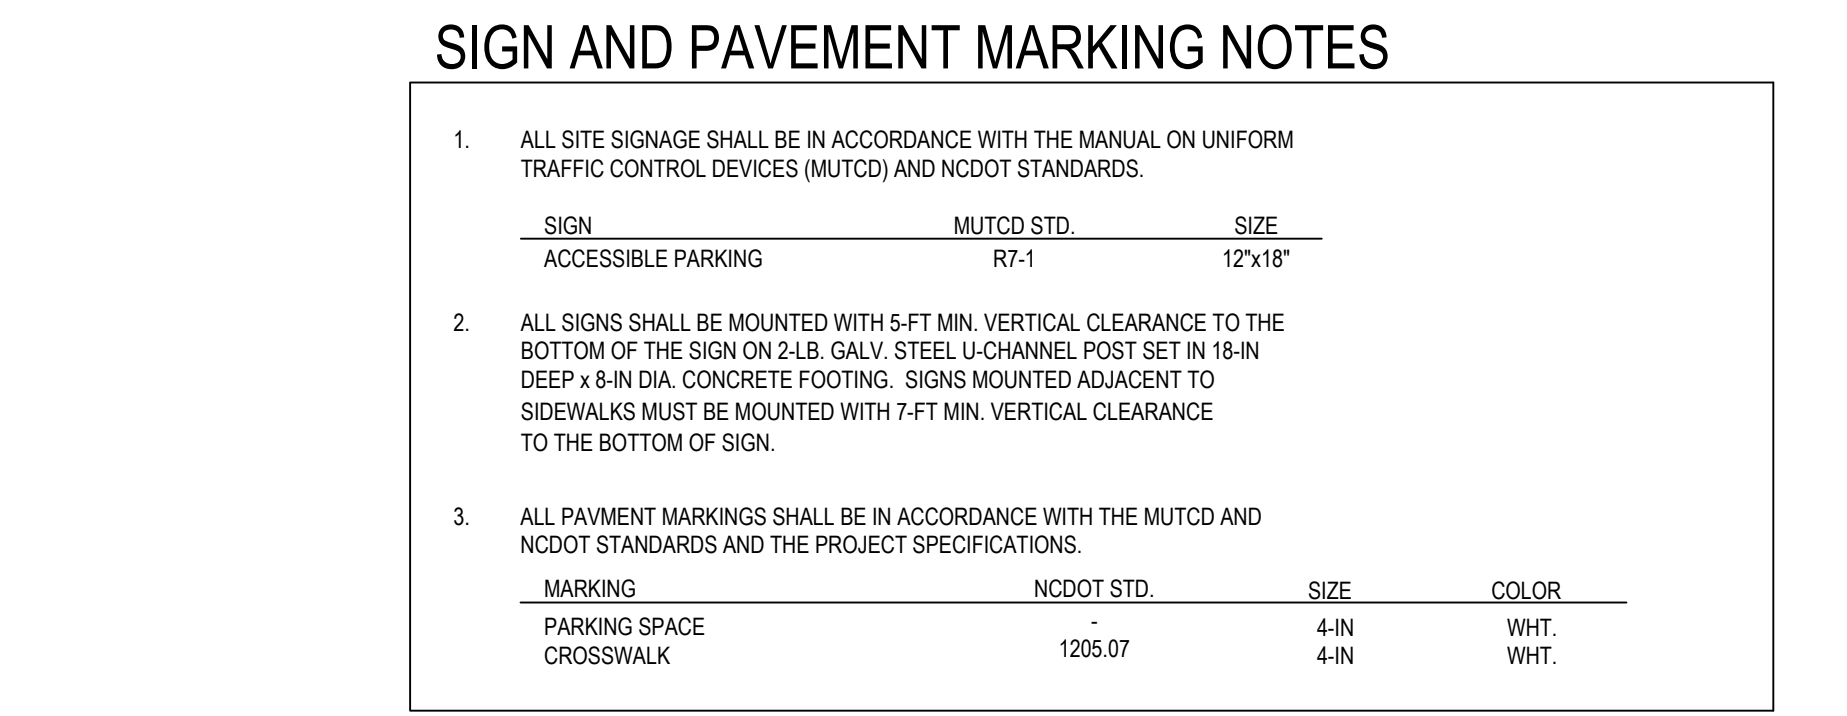 SIGN AND PAVEMENT MARKING NOTES
1. ALL SITE SIGNAGE SHALL BE IN ACCORDANCE WITH THE MANUAL ON UNIFORM
TRAFFIC CONTROL DEVICES (MUTCD) AND NCDOT STANDARDS.
SIGN MUTCD STD. SIZE
ACCESSIBLE PARKING R7-1 12"x18"
2. ALL SIGNS SHALL BE MOUNTED WITH 5-FT MIN. VERTICAL CLEARANCE TO THE
BOTTOM OF THE SIGN ON 2-LB. GALV. STEEL U-CHANNEL POST SET IN 18-IN
DEEP x 8-IN DIA. CONCRETE FOOTING. SIGNS MOUNTED ADJACENT TO
SIDEWALKS MUST BE MOUNTED WITH 7-FT MIN. VERTICAL CLEARANCE
TO THE BOTTOM OF SIGN.
3. ALL PAVMENT MARKINGS SHALL BE IN ACCORDANCE WITH THE MUTCD AND
NCDOT STANDARDS AND THE PROJECT SPECIFICATIONS.
MARKING NCDOT STD. SIZE COLOR
PARKING SPACE - 4-IN WHT.
CROSSWALK 1205.07 4-IN WHT.